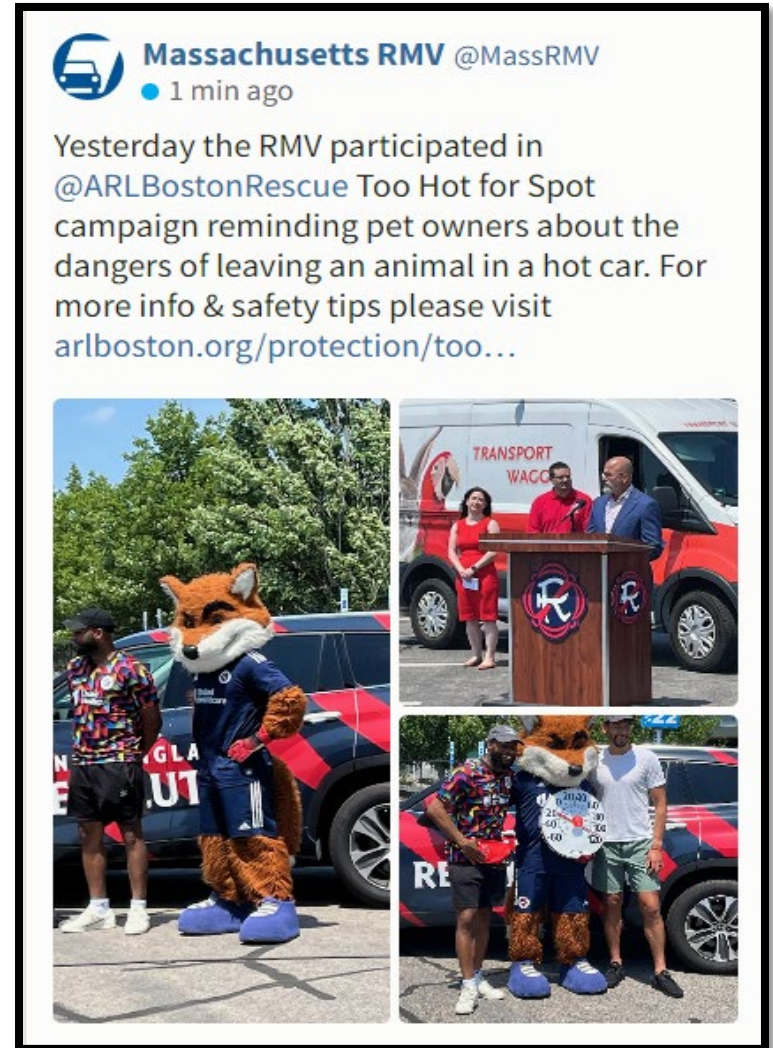 Massachusetts RMV @MassRMV
1 min ago
Yesterday the RMV participated in
@ARLBostonRescue Too Hot for Spot
campaign reminding pet owners about the
dangers of leaving an animal in a hot car. For
more info & safety tips please visit
arlboston.org/protection/too...
TRANSPORT
R
R
22
RE